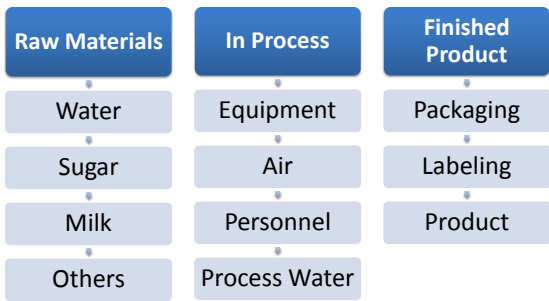 Raw Materials
Water
Sugar
Milk
Others
In Process
Equipment
Air
Personnel
Process Water
Finished
Product
Packaging
Labeling
Product